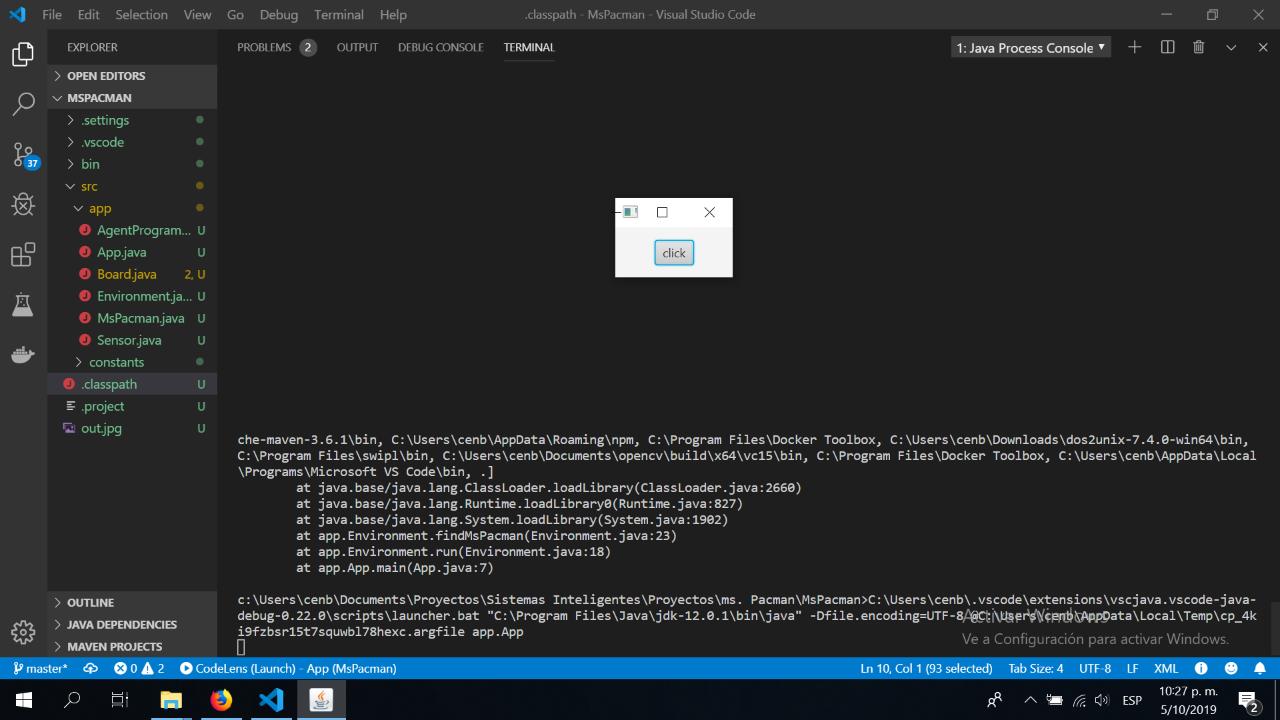 File Edit Selection View Go Debug Terminal Help .classpath - MsPacman - Visual Studio Code
EXPLORER
PROBLEMS 2 OUTPUT DEBUG CONSOLE TERMINAL 1: Java Process Console
OPEN EDITORS
MSPACMAN
.settings
.vscode
37
bin
src
app
AgentProgram... U
App.java U
Board.java 2, U
Environment.ja... U
MsPacman.java U
Sensor.java U
constants
.classpath U
.project U
out.jpg U
click
che-maven-3.6.1\bin, C:\Users\cenb\AppData\Roaming\npm, C:\Program Files\Docker Toolbox, C:\Users\cenb\Downloads\dos2unix-7.4.0-win64\bin,
C:\Program Files\swipl\bin, C:\Users\cenb\Documents\opencv\build\x64\vc15\bin, C:\Program Files\Docker Toolbox, C:\Users\cenb\AppData\Local
\Programs\Microsoft VS Code\bin, .]
at java.base/java.lang.ClassLoader.loadLibrary(ClassLoader.java:2660)
at java.base/java.lang.Runtime.loadLibrary0(Runtime.java:827)
at java.base/java.lang.System.loadLibrary(System.java:1902)
at app.Environment.findMsPacman(Environment.java:23)
at app.Environment.run(Environment.java:18)
at app.App.main(App.java:7)
c:\Users\cenb\Documents\Proyectos\Sistemas Inteligentes\Proyectos\ms. Pacman\MsPacman>C:\Users\cenb\.vscode\extensions\vscjava.vscode-java-
debug-0.22.0\scripts\launcher.bat "C:\Program Files\Java\jdk-12.0.1\bin\java" -Dfile.encoding=UTF-8 @C:\Users\cenb\AppData\Local\Temp\cp_4k
i9fzbsr15t7squwbl78hexc.argfile app.App
Activar Windows
Ve a Configuración para activar Windows.
OUTLINE
JAVA DEPENDENCIES
MAVEN PROJECTS
master* 0 2 CodeLens (Launch) - App (MsPacman) Ln 10, Col 1 (93 selected) Tab Size: 4 UTF-8 LF XML
ESP 10:27 p. m.
5/10/2019 2